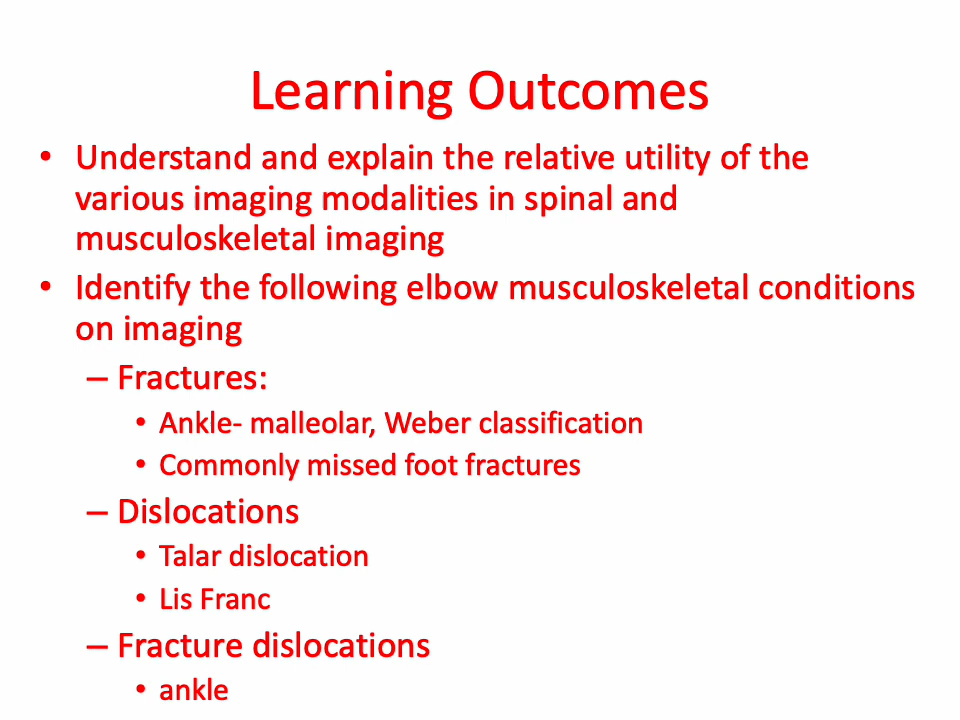 Learning Outcomes
• Understand and explain the relative utility of the
various imaging modalities in spinal and
musculoskeletal imaging
• Identify the following elbow musculoskeletal conditions
on imaging
– Fractures:
• Ankle- malleolar, Weber classification
• Commonly missed foot fractures
– Dislocations
• Talar dislocation
• Lis Franc
– Fracture dislocations
• ankle